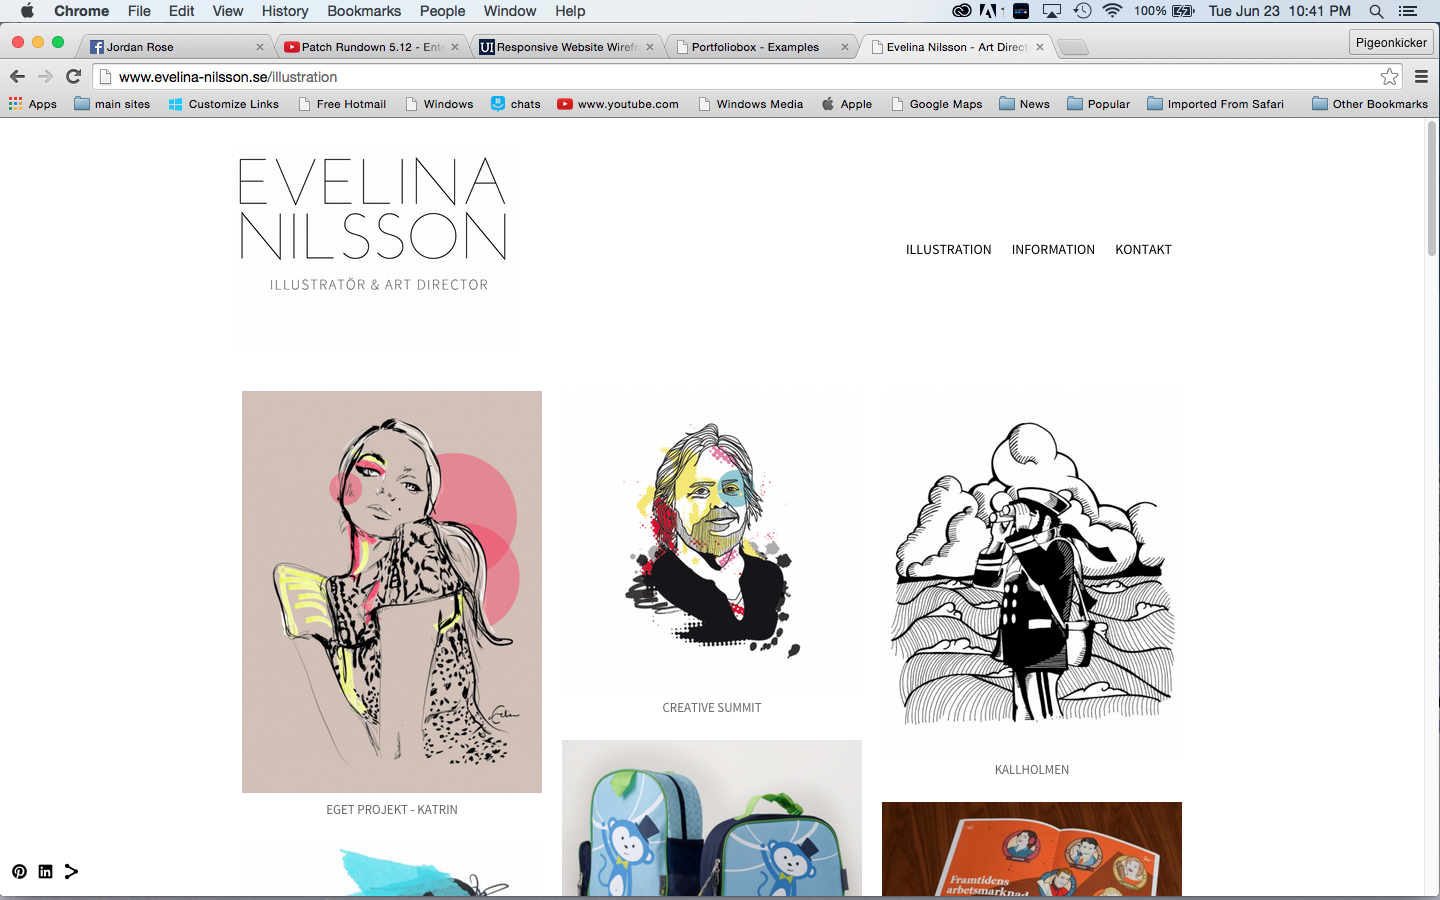 Chrome File Edit View History Bookmarks People Window Help 1 100% Tue Jun 23 10:41 PM
Jordan Rose Patch Rundown 5.12 - Ente UI Responsive Website Wirefr Portfoliobox - Examples Evelina Nilsson - Art Direct Pigeonkicker
www.evelina-nilsson.se/illustration
Apps main sites Customize Links Free Hotmail Windows chats www.youtube.com Windows Media Apple Google Maps News Popular Imported From Safari Other Bookmarks
EVELINA
NILSSON
ILLUSTRATÖR & ART DIRECTOR
ILLUSTRATION INFORMATION KONTAKT
CREATIVE SUMMIT
KALLHOLMEN
EGET PROJEKT - KATRIN
Framtidens
arbetsmarknad